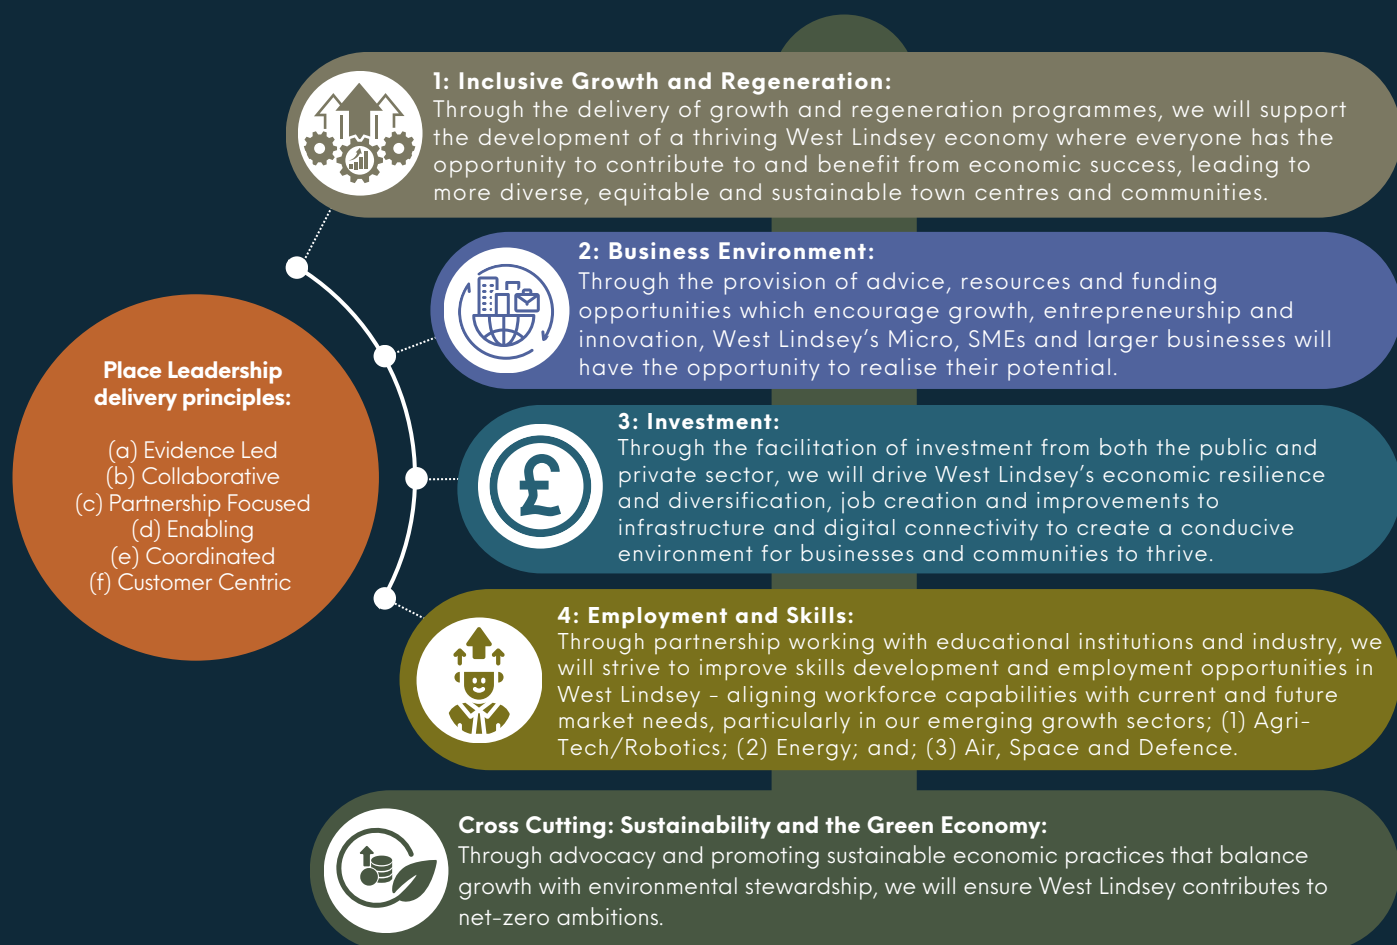 1: Inclusive Growth and Regeneration:
Through the delivery of growth and regeneration programmes, we will support
the development of a thriving West Lindsey economy where everyone has the
opportunity to contribute to and benefit from economic success, leading to
more diverse, equitable and sustainable town centres and communities.
2: Business Environment:
Through the provision of advice, resources and funding
opportunities which encourage growth, entrepreneurship and
innovation, West Lindsey’s Micro, SMEs and larger businesses will
have the opportunity to realise their potential.
Place Leadership
delivery principles:
(a) Evidence Led
(b) Collaborative
(c) Partnership Focused
(d) Enabling
(e) Coordinated
(f) Customer Centric
3: Investment:
Through the facilitation of investment from both the public and
private sector, we will drive West Lindsey’s economic resilience
and diversification, job creation and improvements to
infrastructure and digital connectivity to create a conducive
environment for businesses and communities to thrive.
£
4: Employment and Skills:
Through partnership working with educational institutions and industry, we
will strive to improve skills development and employment opportunities in
West Lindsey - aligning workforce capabilities with current and future
market needs, particularly in our emerging growth sectors; (1) Agri-
Tech/Robotics; (2) Energy; and; (3) Air, Space and Defence.
Cross Cutting: Sustainability and the Green Economy:
Through advocacy and promoting sustainable economic practices that balance
growth with environmental stewardship, we will ensure West Lindsey contributes to
net-zero ambitions.